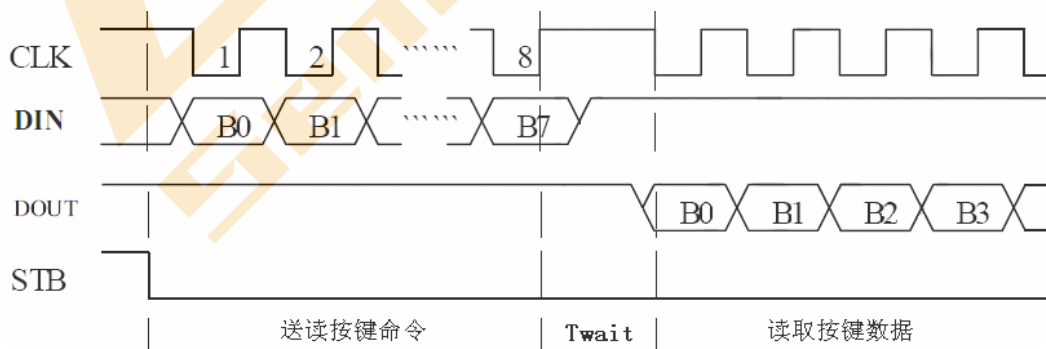 CLK 1 2 …… 8
DIN B0 B1 …… B7
DOUT B0 B1 B2 B3
STB
送读按键命令 Twait 读取按键数据